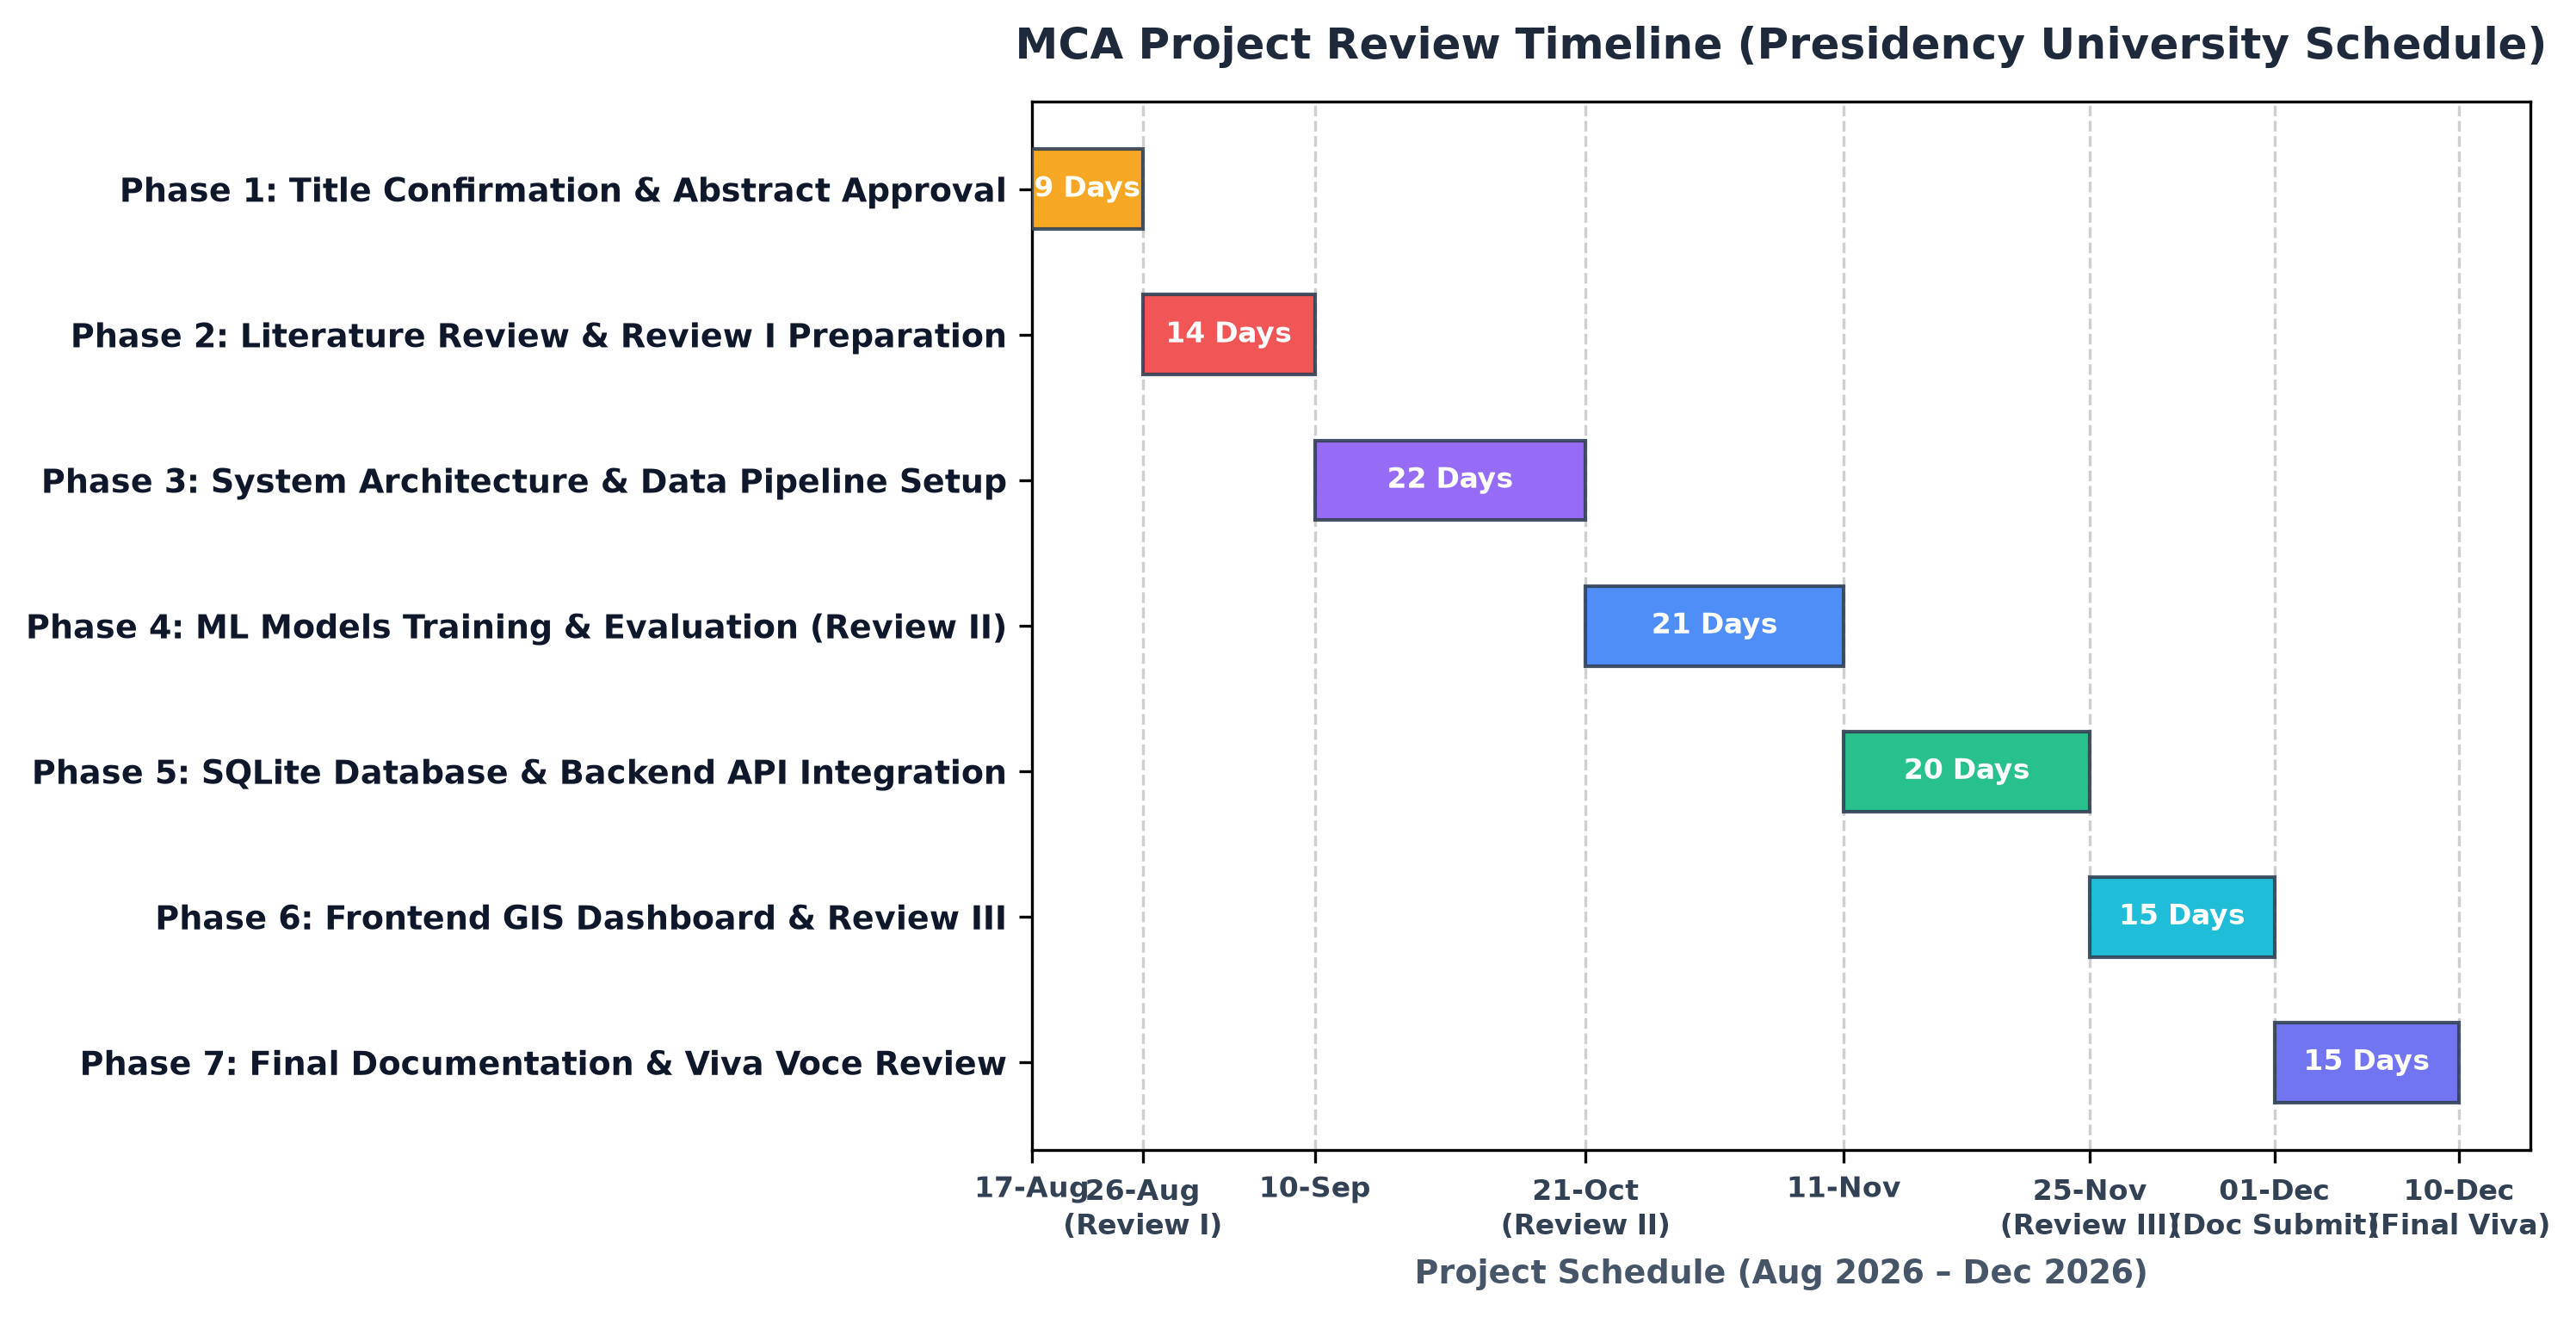 MCA Project Review Timeline (Presidency University Schedule)
Phase 1: Title Confirmation & Abstract Approval
9 Days
Phase 2: Literature Review & Review I Preparation
14 Days
Phase 3: System Architecture & Data Pipeline Setup
22 Days
Phase 4: ML Models Training & Evaluation (Review II)
21 Days
Phase 5: SQLite Database & Backend API Integration
20 Days
Phase 6: Frontend GIS Dashboard & Review III
15 Days
Phase 7: Final Documentation & Viva Voce Review
15 Days
17-Aug
26-Aug
(Review I)
10-Sep
21-Oct
(Review II)
11-Nov
25-Nov
(Review III)
01-Dec
(Doc Submit)
10-Dec
(Final Viva)
Project Schedule (Aug 2026 – Dec 2026)